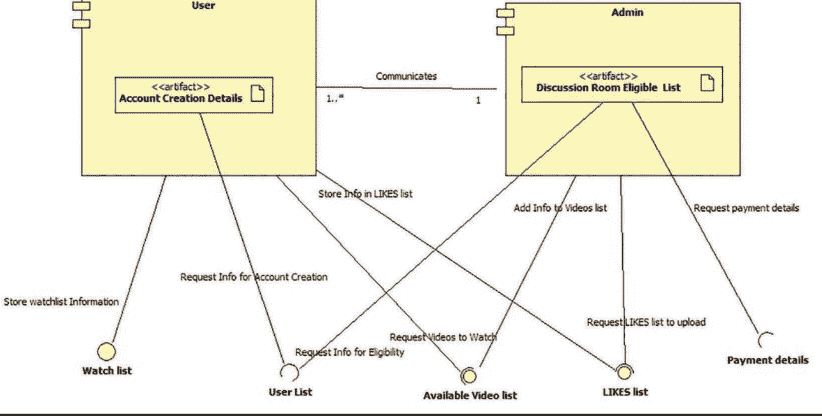 User
Admin
<<artifact>>
Account Creation Details
Communicates
1..*
1
<<artifact>>
Discussion Room Eligible List
Store Info in LIKES list
Add Info to Videos list
Request payment details
Request Info for Account Creation
Store watchlist Information
Request LIKES list to upload
Request Videos to Watch
Request Info for Eligibility
Watch list
User List
Available Video list
LIKES list
Payment details